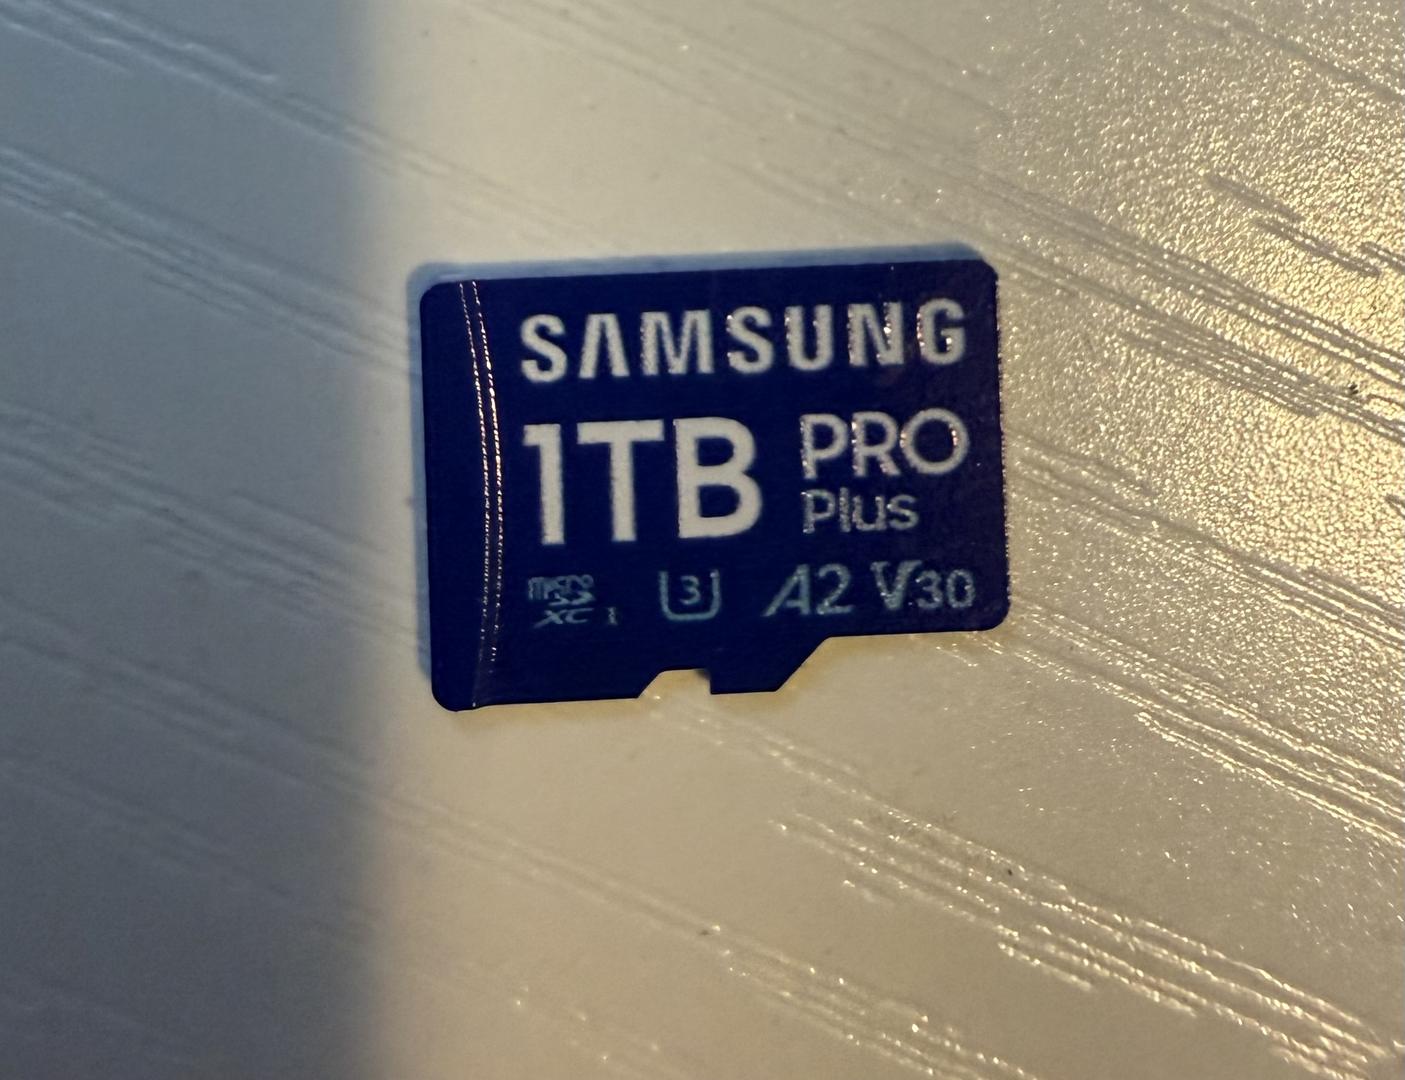 SAMSUNG
1TB PRO
Plus
micro SD XC I U3 A2 V30